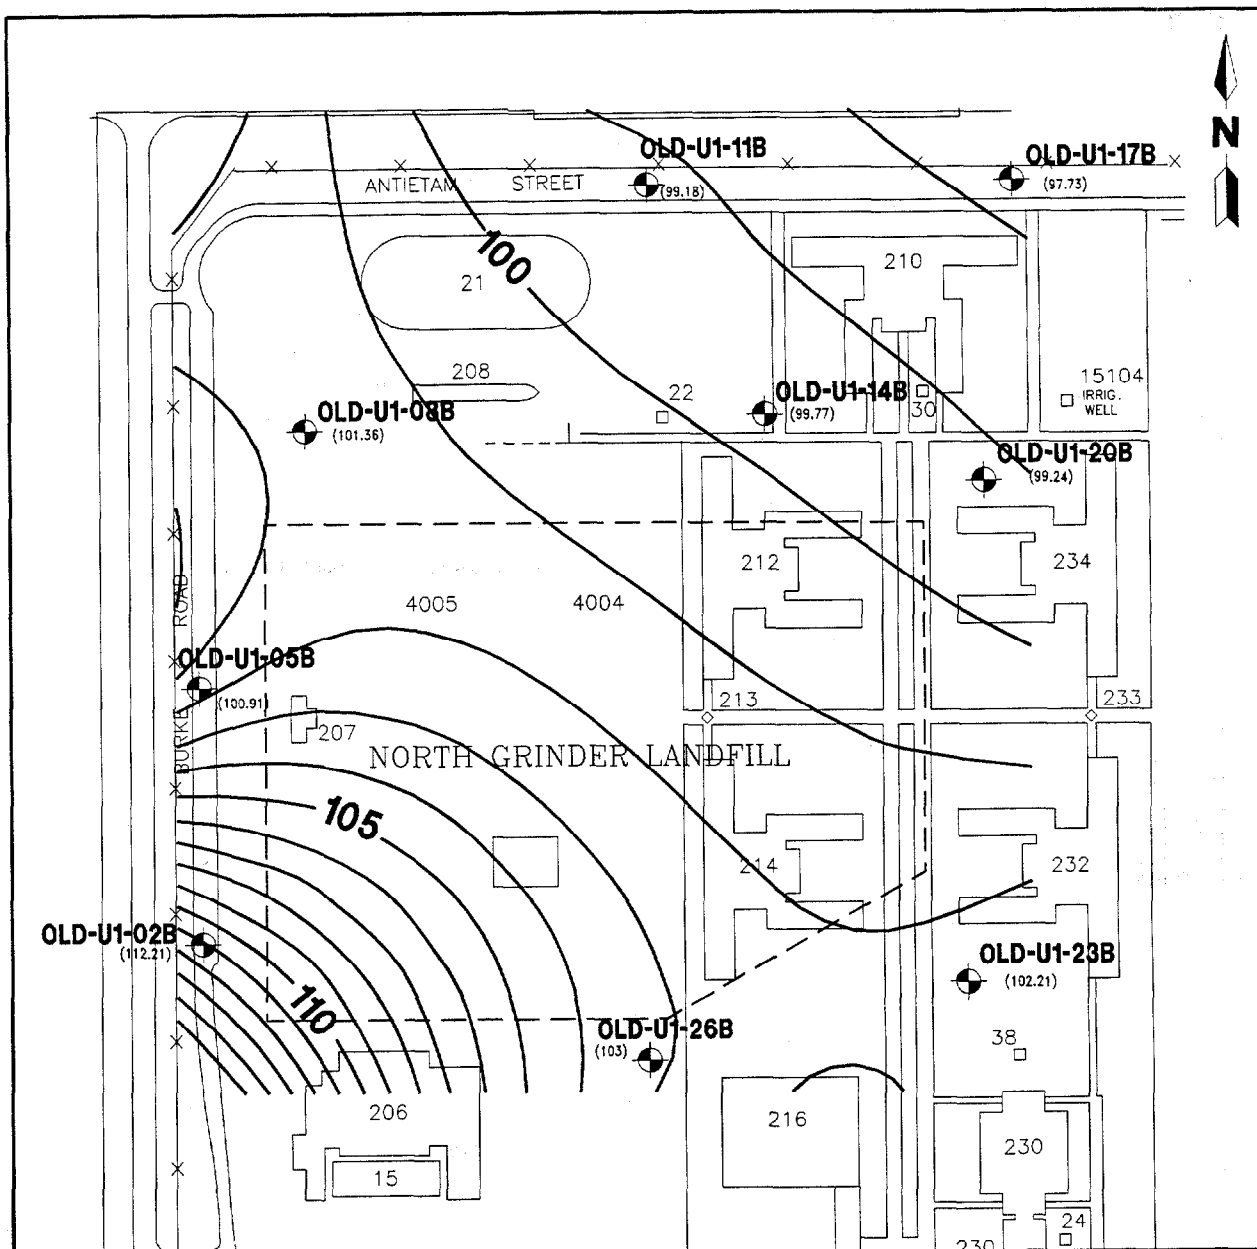 N
OLD-U1-11B
(99.18)
OLD-U1-17B
(97.73)
ANTIETAM STREET
100
21
210
208
22
OLD-U1-08B
(101.36)
OLD-U1-14B
(99.77)
30
15104
IRRIG.
WELL
OLD-U1-20B
(99.24)
212
234
4005
4004
BURKE ROAD
OLD-U1-05B
(100.91)
213
233
207
NORTH GRINDER LANDFILL
105
214
232
OLD-U1-02B
(112.21)
OLD-U1-23B
(102.21)
110
OLD-U1-26B
(103)
38
206
216
230
15
24
230